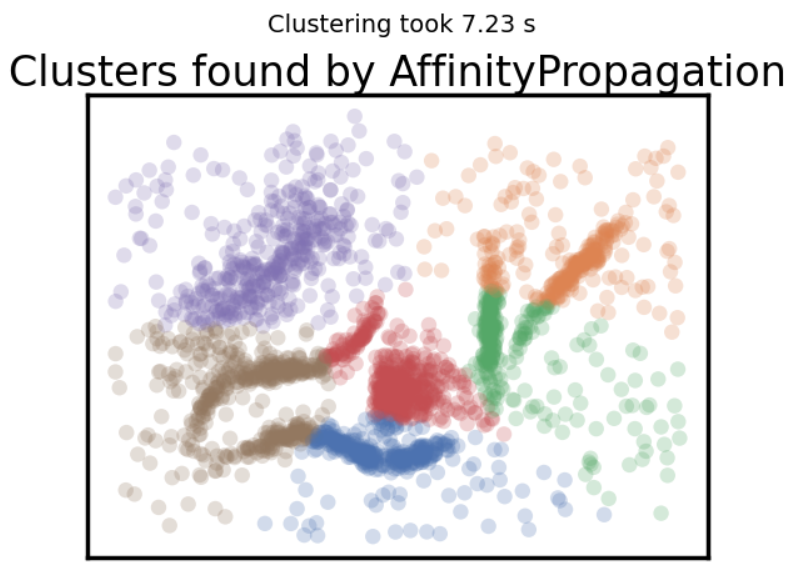 Clustering took 7.23 s
Clusters found by AffinityPropagation